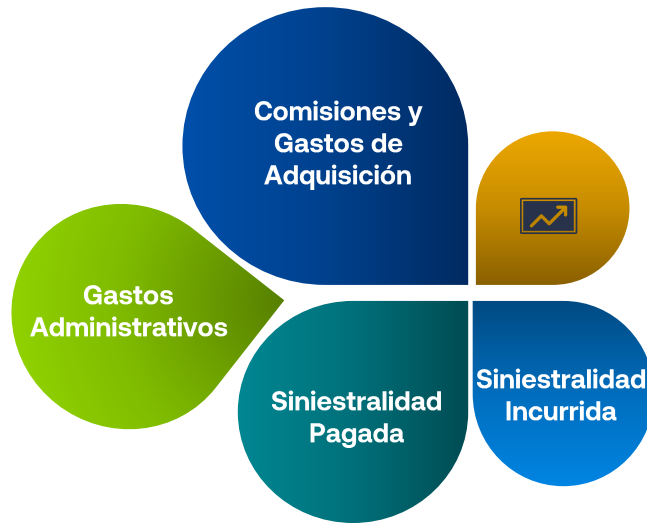 Comisiones y
Gastos de
Adquisición
Gastos
Administrativos
Siniestralidad
Pagada
Siniestralidad
Incurrida